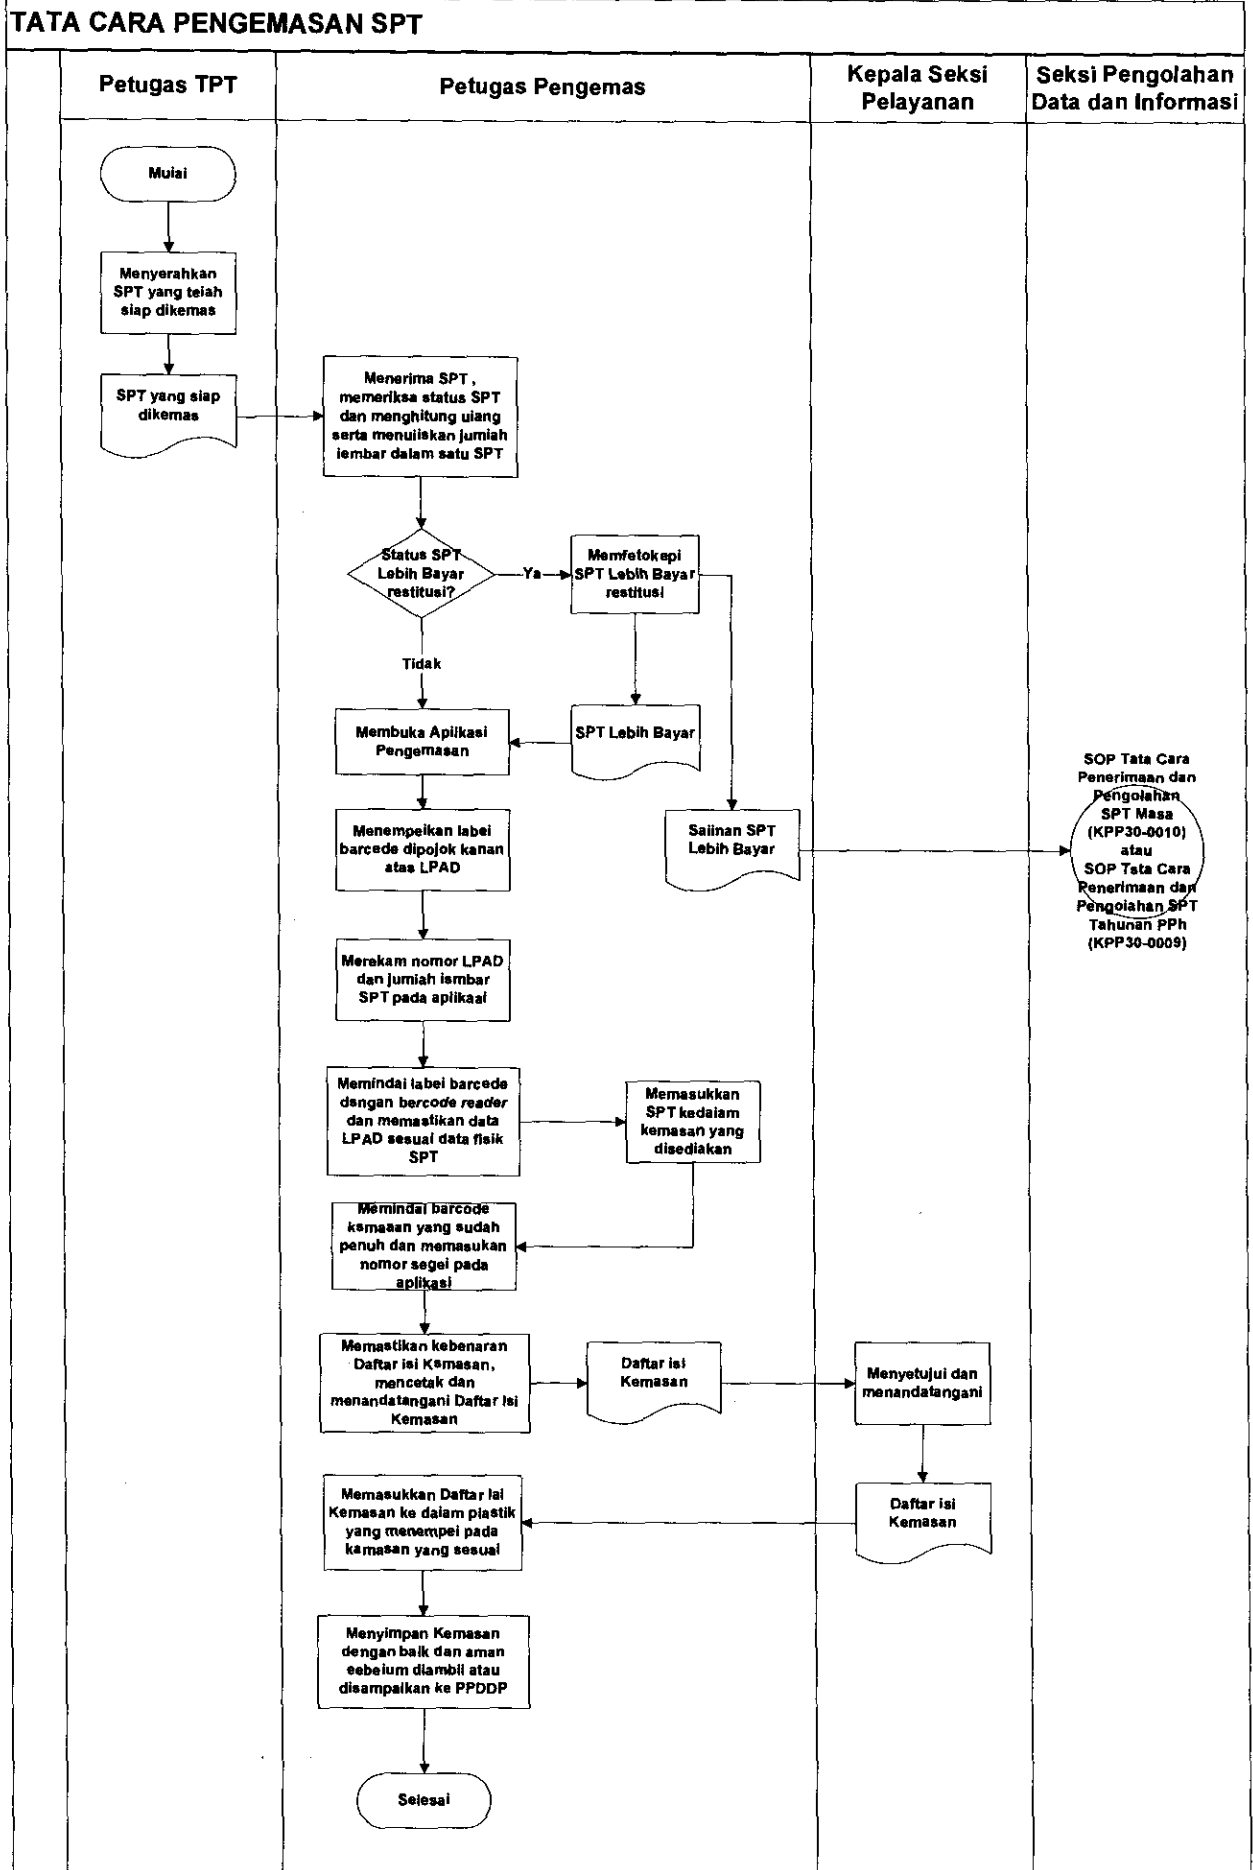 TATA CARA PENGEMASAN SPT
Petugas TPT
Petugas Pengemas
Kepala Seksi
Pelayanan
Seksi Pengolahan
Data dan Informasi
Mulai
Menyerahkan
SPT yang telah
siap dikemas
SPT yang siap
dikemas
Menerima SPT ,
memeriksa status SPT
dan menghitung ulang
serta menuliskan jumlah
lembar dalam satu SPT
Status SPT
Lebih Bayar
restitusi?
Ya
Memfotokopi
SPT Lebih Bayar
restitusi
Tidak
Membuka Aplikasi
Pengemasan
SPT Lebih Bayar
Menempelkan label
barcode dipojok kanan
atas LPAD
Salinan SPT
Lebih Bayar
SOP Tata Cara
Penerimaan dan
Pengolahan
SPT Masa
(KPP30-0010)
atau
SOP Tata Cara
Penerimaan dan
Pengolahan SPT
Tahunan PPh
(KPP30-0009)
Merekam nomor LPAD
dan jumlah lembar
SPT pada aplikasi
Memindai label barcode
dengan barcode reader
dan memastikan data
LPAD sesuai data fisik
SPT
Memasukkan
SPT kedalam
kemasan yang
disediakan
Memindai barcode
kemasan yang sudah
penuh dan memasukan
nomor segel pada
aplikasi
Memastikan kebenaran
Daftar isi Kemasan,
mencetak dan
menandatangani Daftar Isi
Kemasan
Daftar isi
Kemasan
Menyetujui dan
menandatangani
Daftar isi
Kemasan
Memasukkan Daftar Isi
Kemasan ke dalam plastik
yang menempel pada
kemasan yang sesuai
Menyimpan Kemasan
dengan baik dan aman
sebelum diambil atau
disampaikan ke PPDDP
Selesai